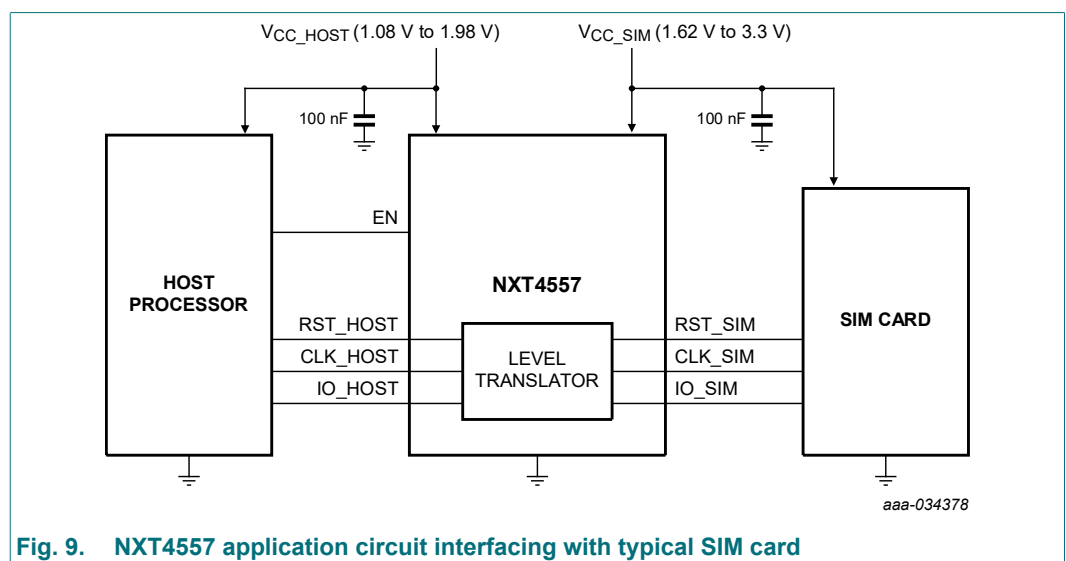 VCC_HOST (1.08 V to 1.98 V)
VCC_SIM (1.62 V to 3.3 V)
100 nF
100 nF
EN
HOST
PROCESSOR
NXT4557
SIM CARD
RST_HOST
CLK_HOST
IO_HOST
LEVEL
TRANSLATOR
RST_SIM
CLK_SIM
IO_SIM
aaa-034378
Fig. 9. NXT4557 application circuit interfacing with typical SIM card